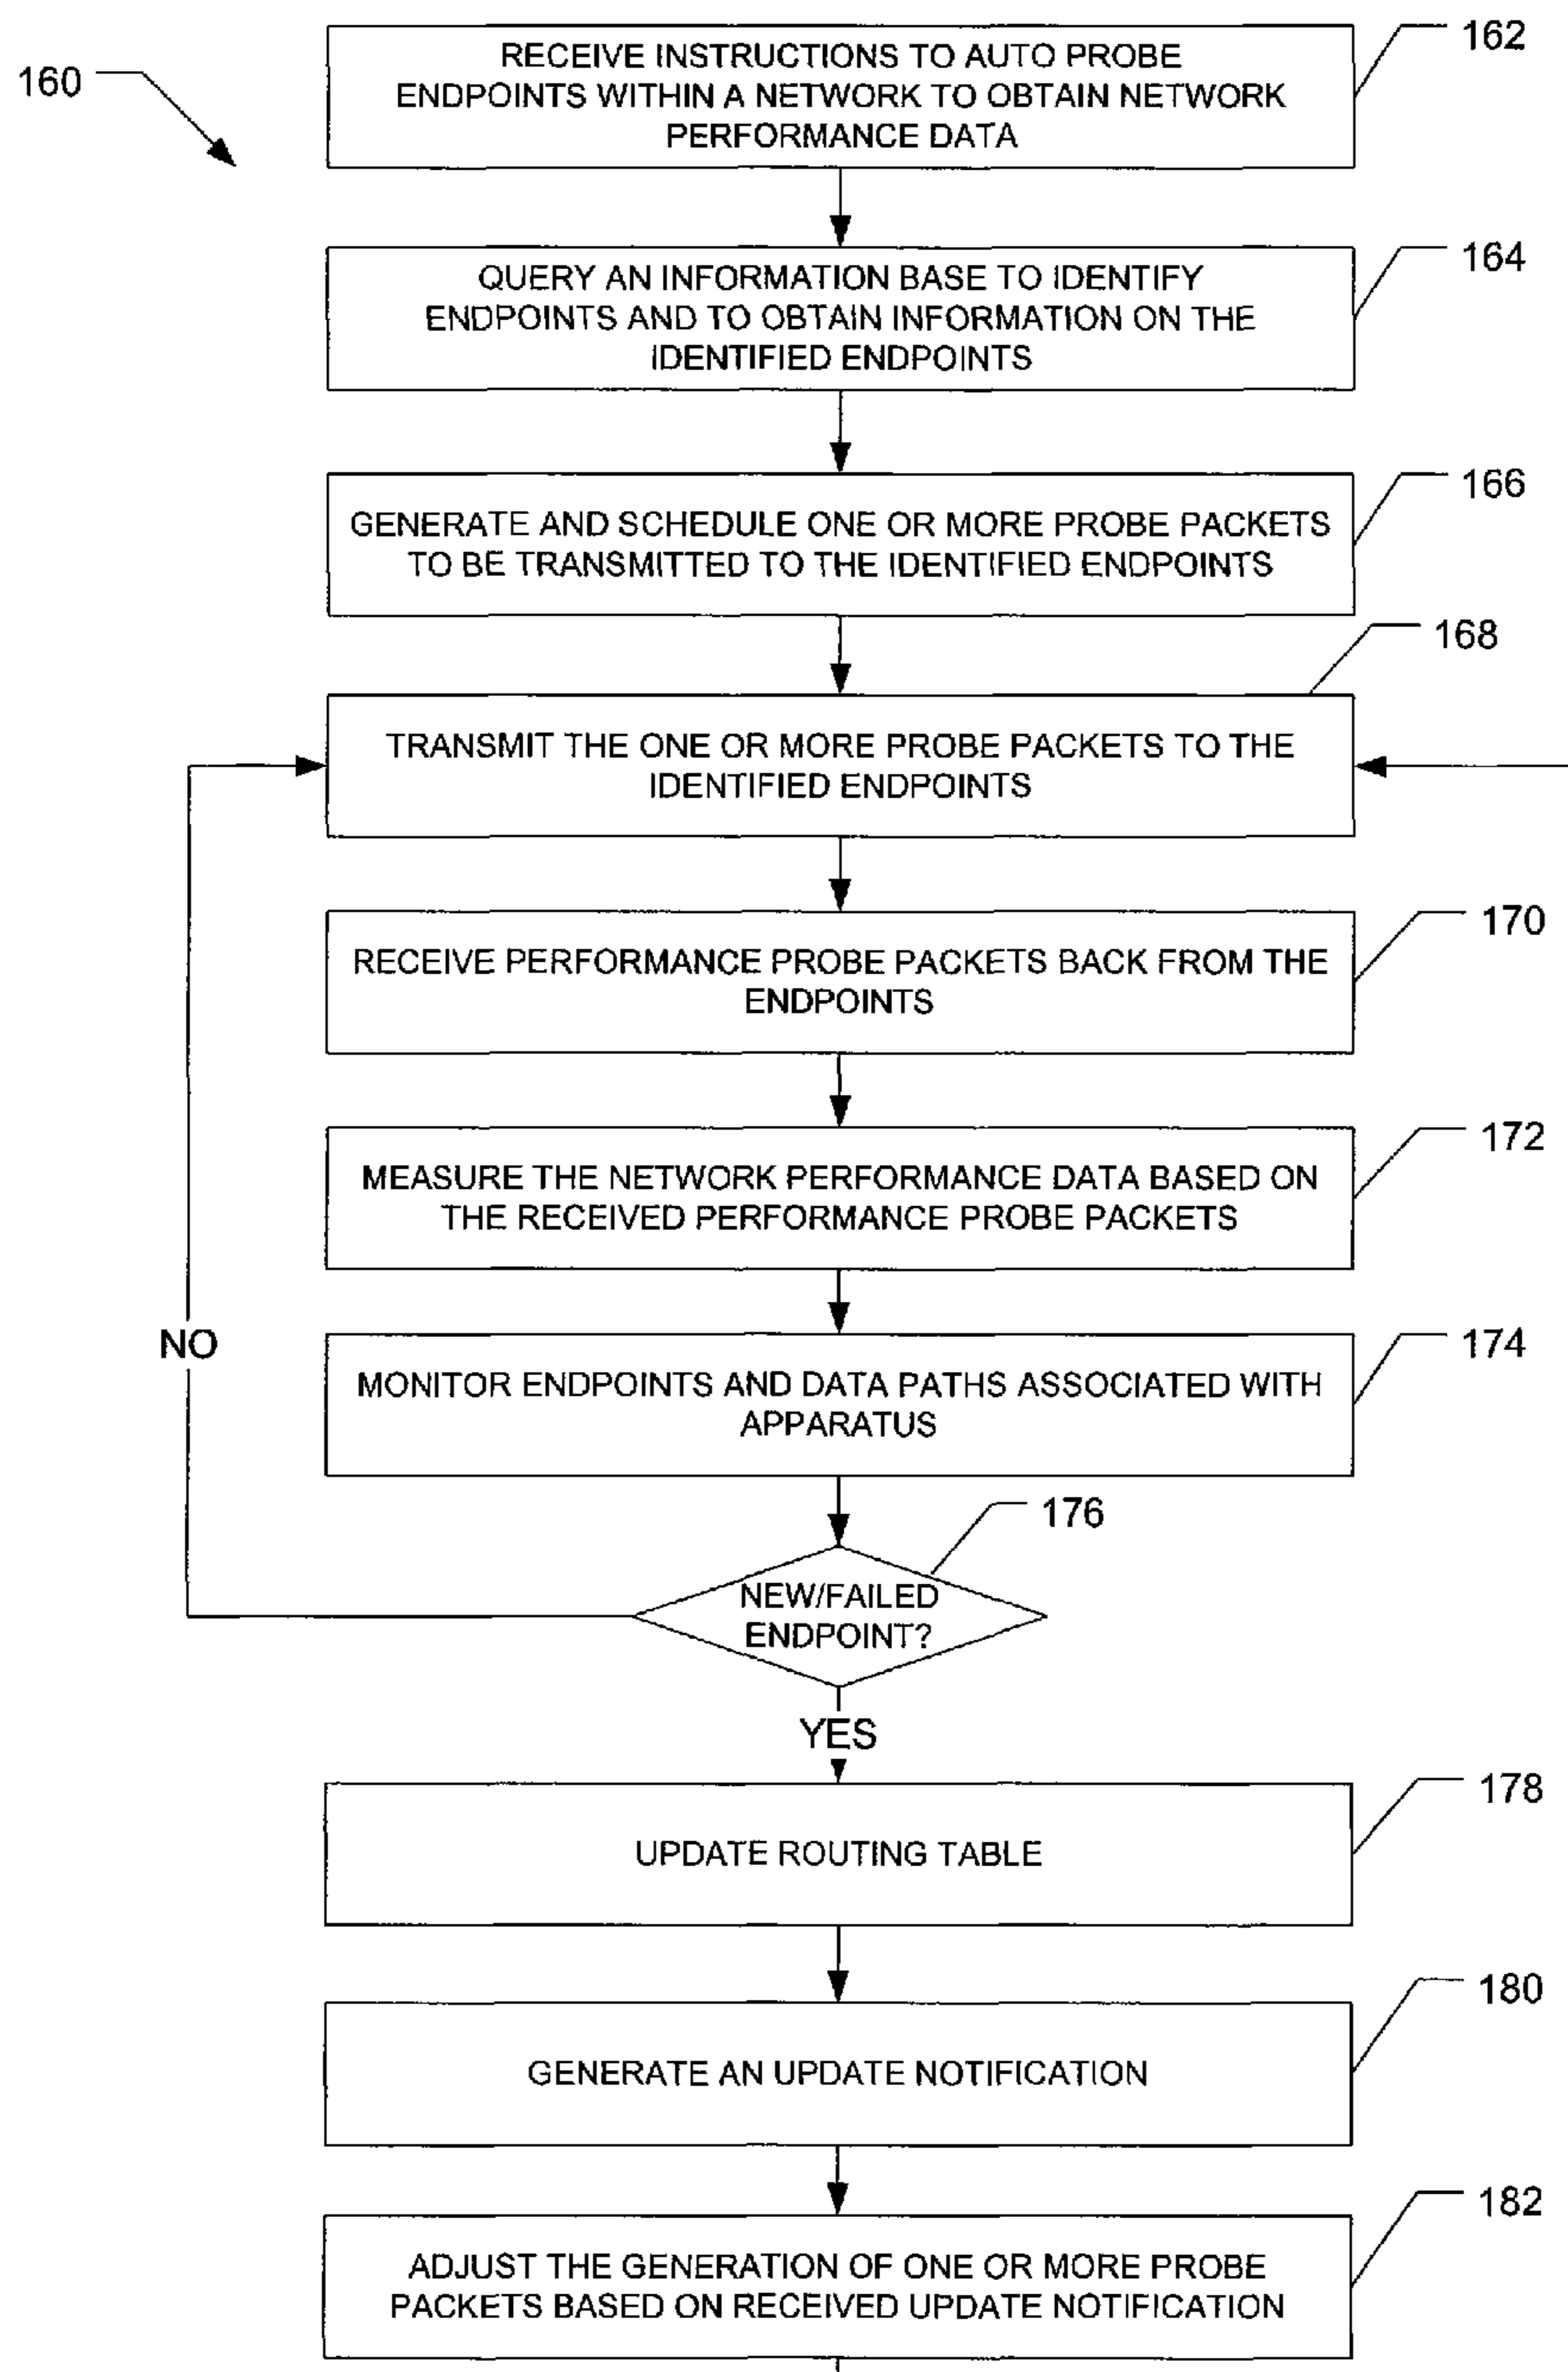 160
RECEIVE INSTRUCTIONS TO AUTO PROBE
ENDPOINTS WITHIN A NETWORK TO OBTAIN NETWORK
PERFORMANCE DATA
162
QUERY AN INFORMATION BASE TO IDENTIFY
ENDPOINTS AND TO OBTAIN INFORMATION ON THE
IDENTIFIED ENDPOINTS
164
GENERATE AND SCHEDULE ONE OR MORE PROBE PACKETS
TO BE TRANSMITTED TO THE IDENTIFIED ENDPOINTS
166
TRANSMIT THE ONE OR MORE PROBE PACKETS TO THE
IDENTIFIED ENDPOINTS
168
RECEIVE PERFORMANCE PROBE PACKETS BACK FROM THE
ENDPOINTS
170
MEASURE THE NETWORK PERFORMANCE DATA BASED ON
THE RECEIVED PERFORMANCE PROBE PACKETS
172
MONITOR ENDPOINTS AND DATA PATHS ASSOCIATED WITH
APPARATUS
174
NEW/FAILED
ENDPOINT?
176
NO
YES
UPDATE ROUTING TABLE
178
GENERATE AN UPDATE NOTIFICATION
180
ADJUST THE GENERATION OF ONE OR MORE PROBE
PACKETS BASED ON RECEIVED UPDATE NOTIFICATION
182